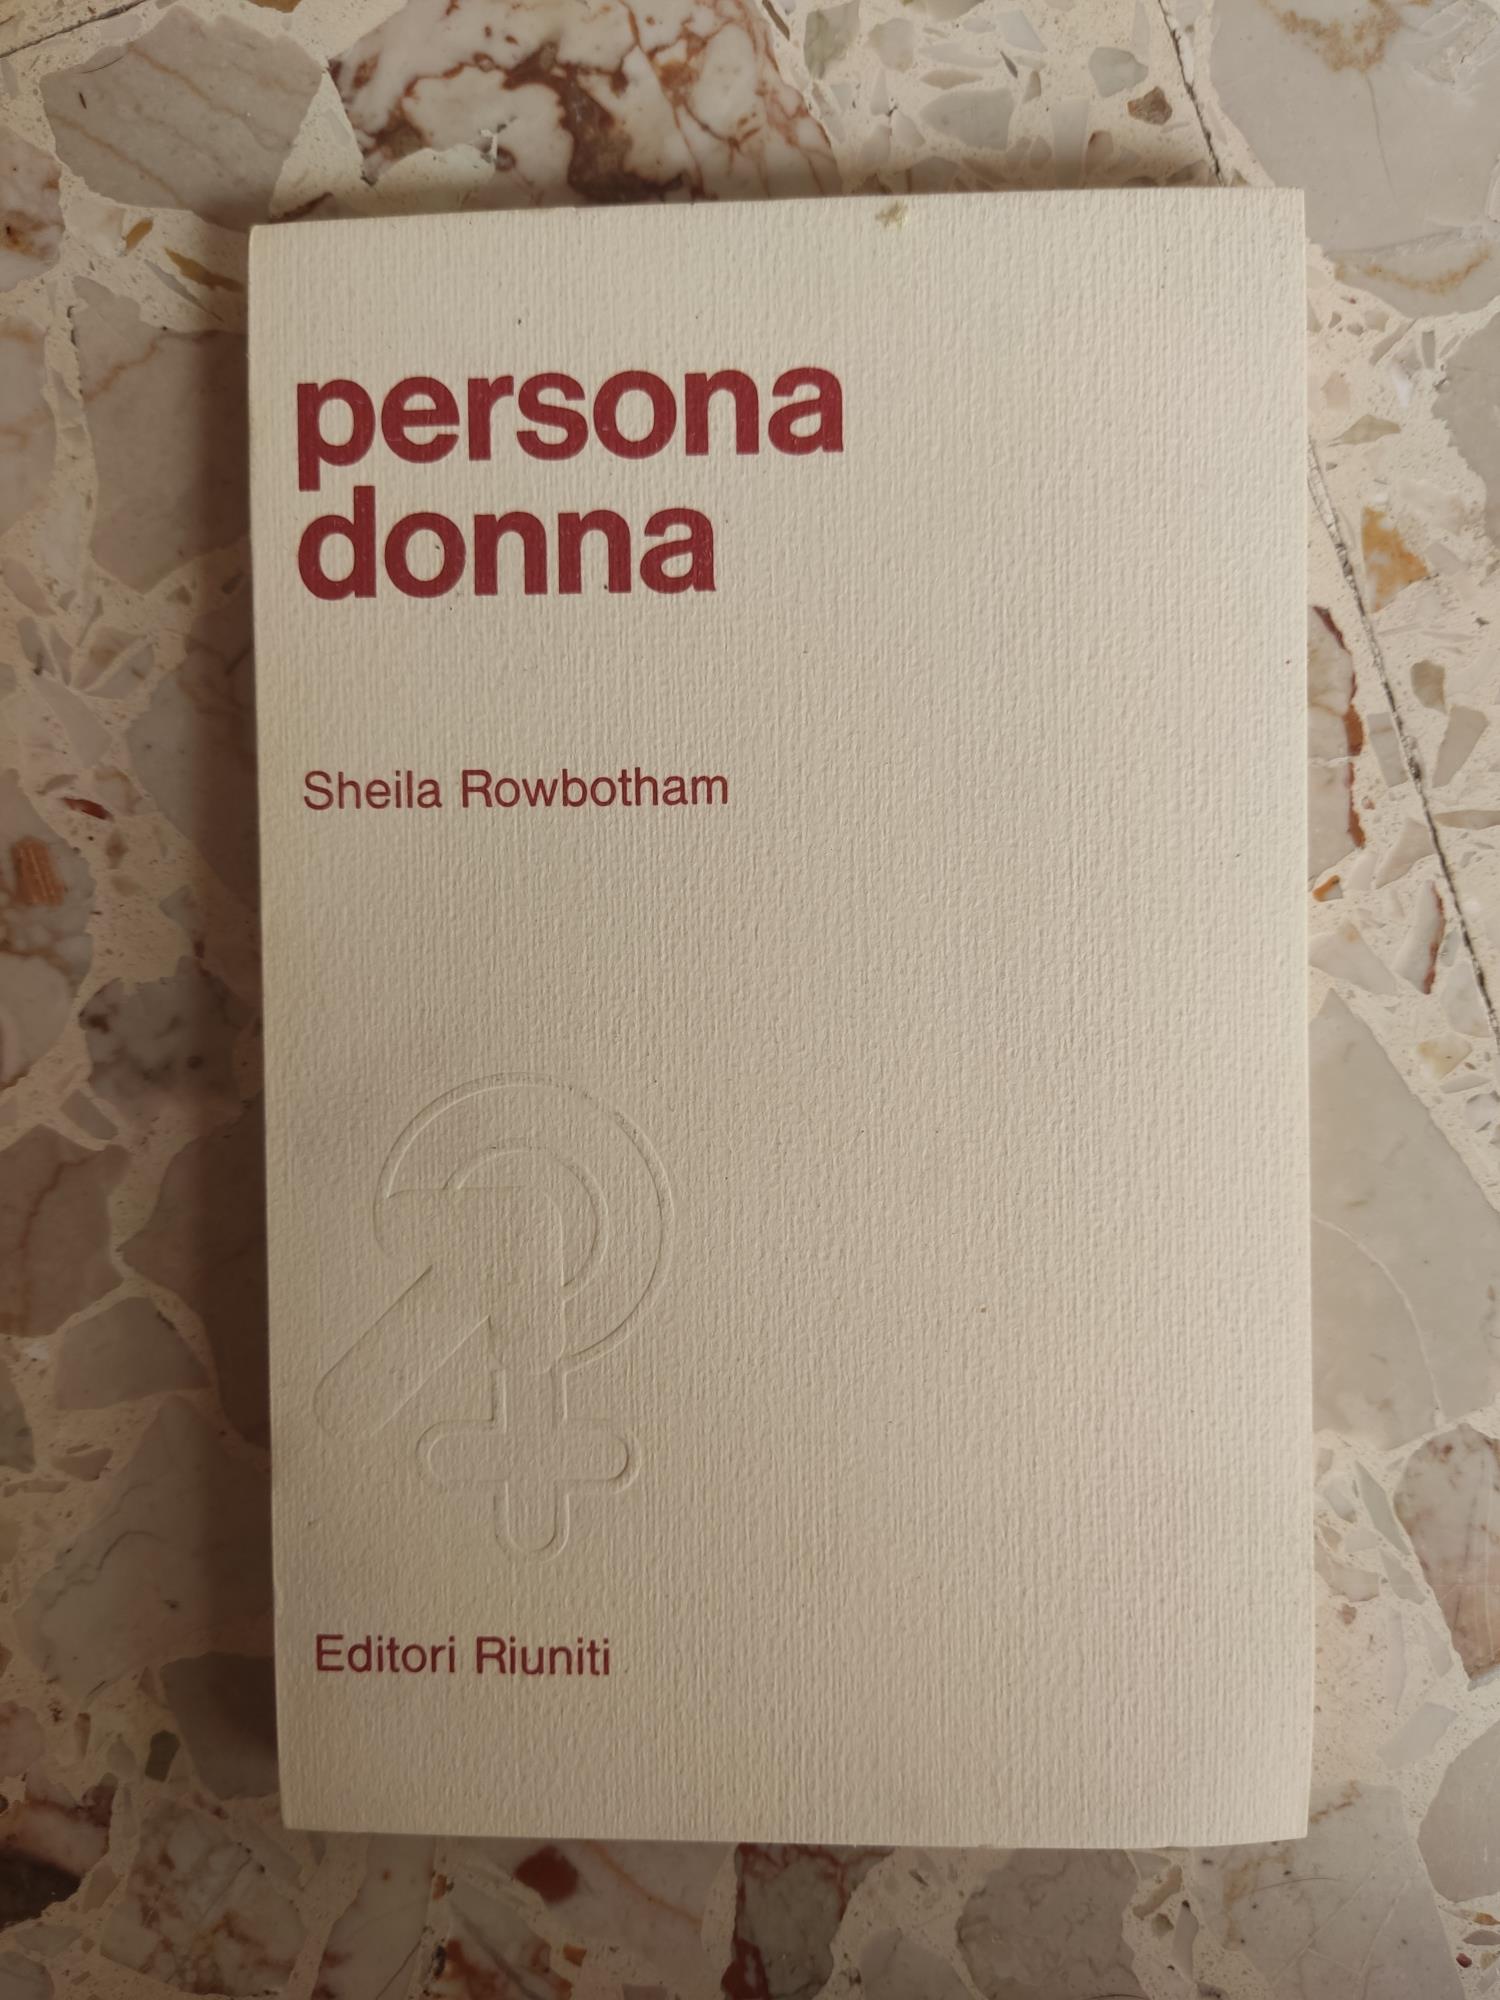 persona
donna
Sheila Rowbotham
Editori Riuniti